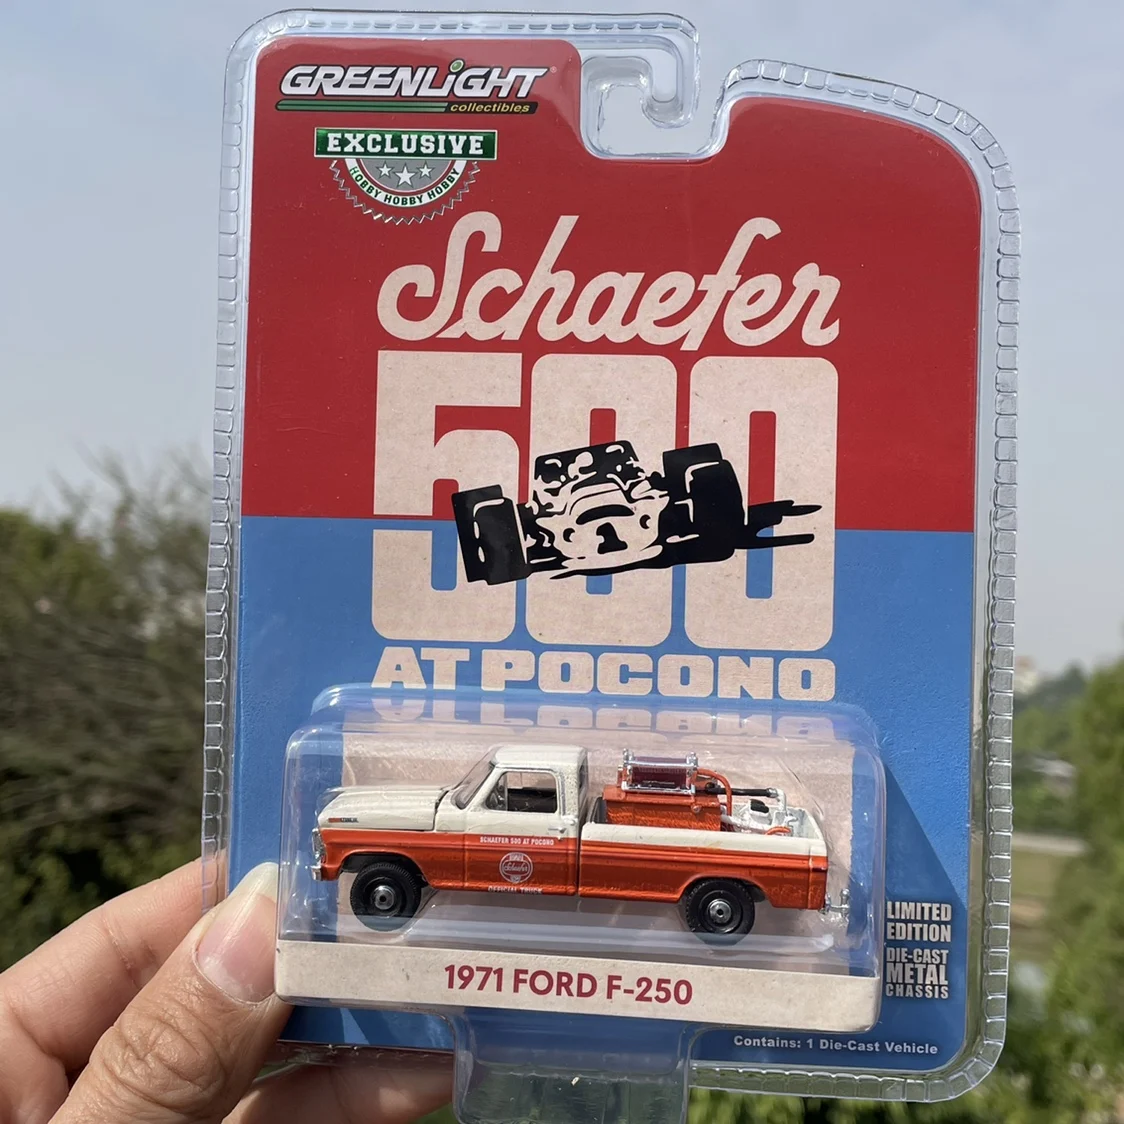 GREENLiGHT
collectibles
EXCLUSIVE
HOBBY HOBBY HOBBY
Schaefer
500
1
AT POCONO
SCHAEFER 500 AT POCONO
Schaefer
OFFICIAL TRUCK
1971 FORD F-250
LIMITED
EDITION
DIE-CAST
METAL
CHASSIS
Contains: 1 Die-Cast Vehicle